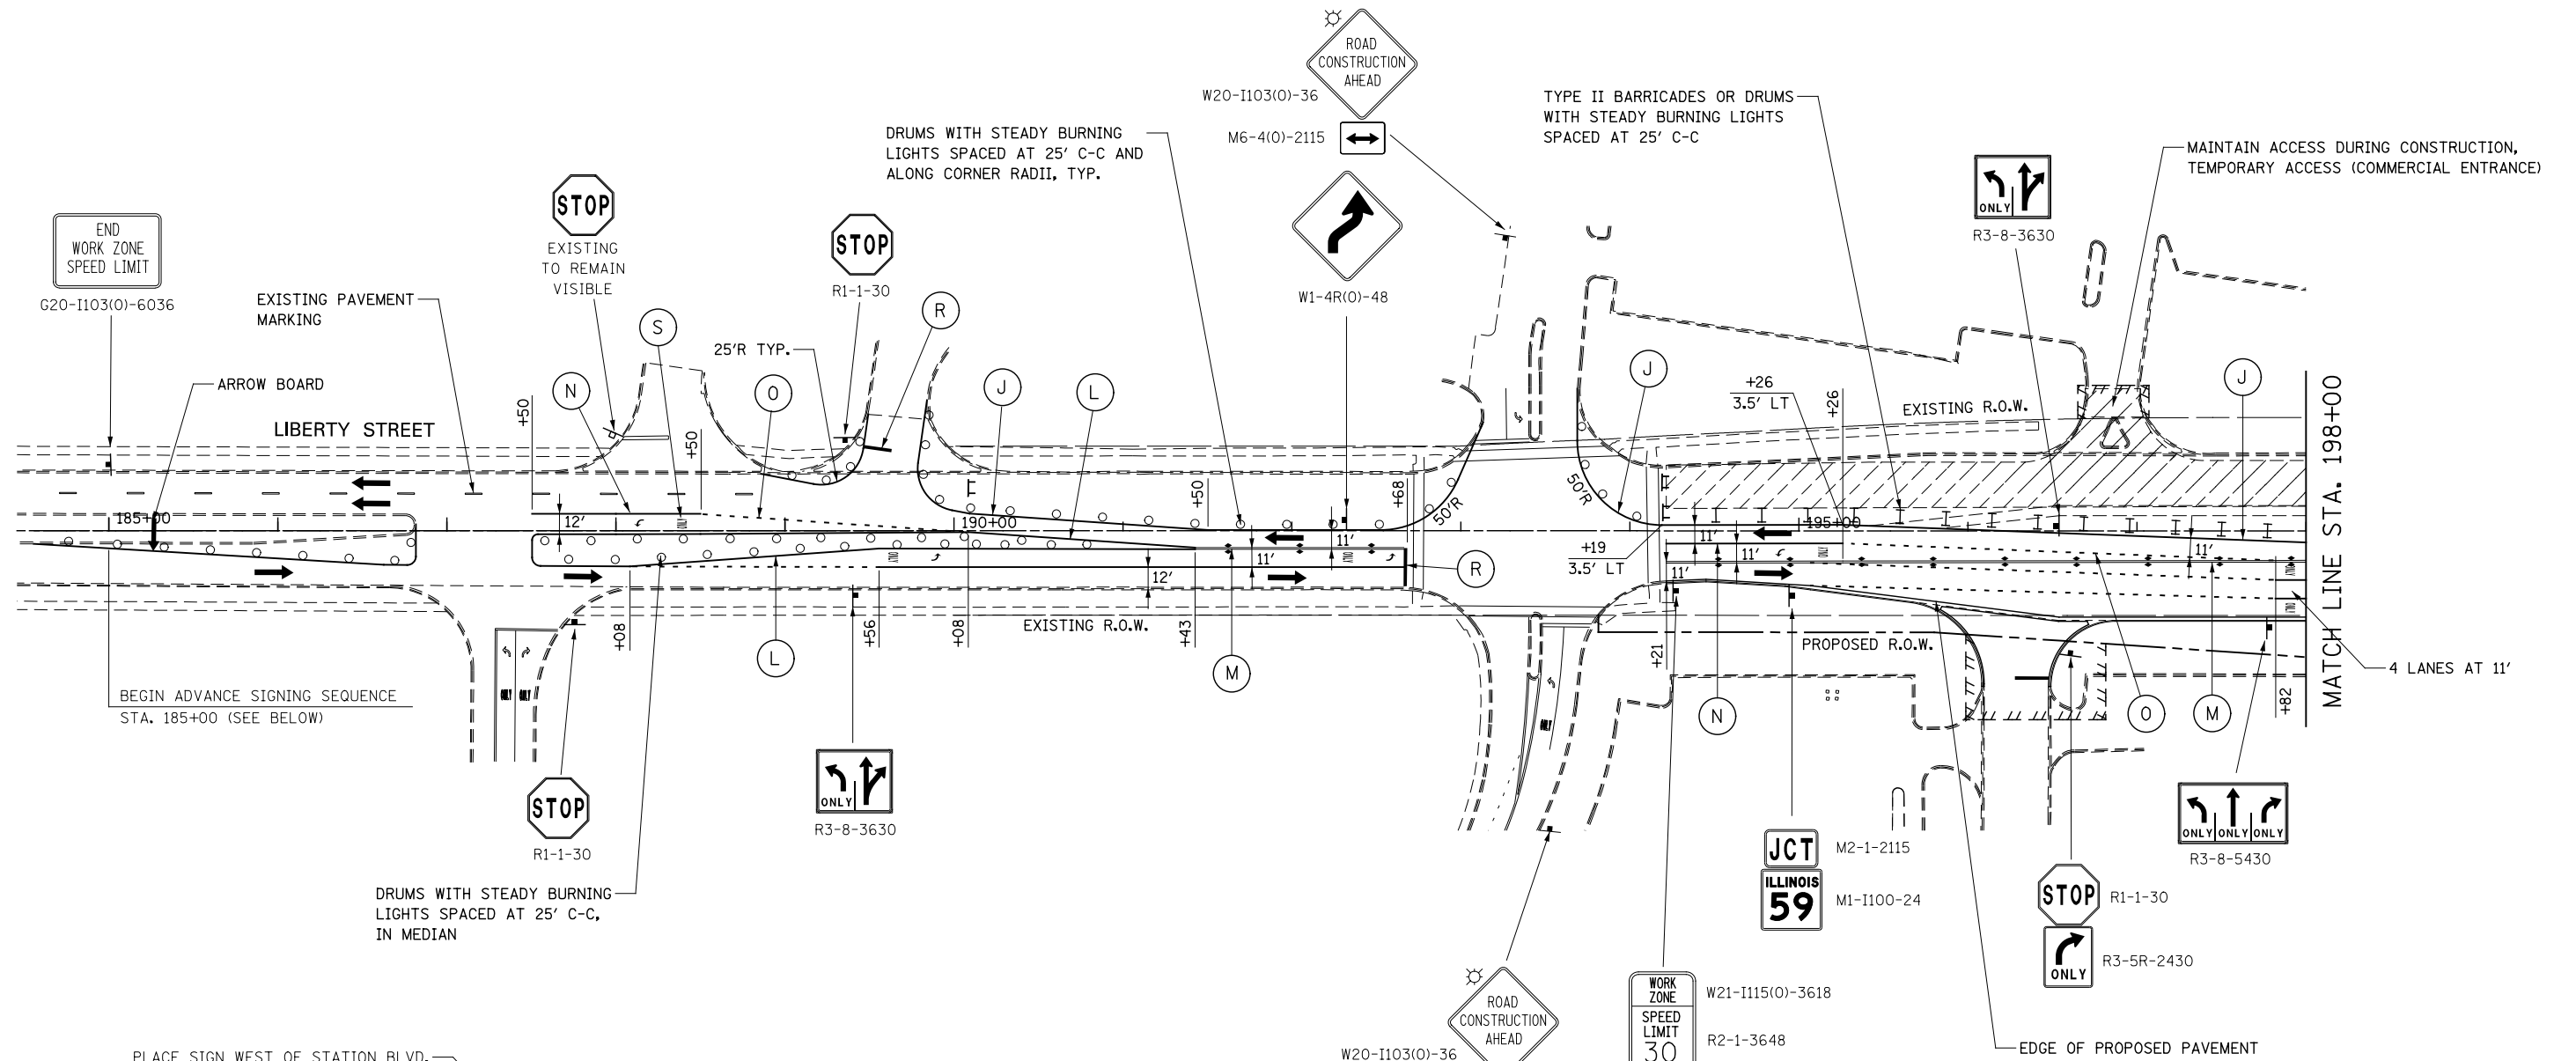 ROAD
CONSTRUCTION
AHEAD
W20-I103(O)-36
M6-4(O)-2115
W1-4R(O)-48
DRUMS WITH STEADY BURNING
LIGHTS SPACED AT 25' C-C AND
ALONG CORNER RADII, TYP.
TYPE II BARRICADES OR DRUMS
WITH STEADY BURNING LIGHTS
SPACED AT 25' C-C
MAINTAIN ACCESS DURING CONSTRUCTION,
TEMPORARY ACCESS (COMMERCIAL ENTRANCE)
ONLY
R3-8-3630
END
WORK ZONE
SPEED LIMIT
G20-I103(O)-6036
STOP
EXISTING
TO REMAIN
VISIBLE
STOP
R1-1-30
EXISTING PAVEMENT
MARKING
ARROW BOARD
LIBERTY STREET
S
R
25'R TYP.
N
O
J
L
J
J
+26
3.5' LT
+26
EXISTING R.O.W.
+50
+50
+50
+68
50'R
50'R
185+00
12'
190+00
195+00
ONLY
11'
11'
11'
11'
11'
11'
12'
ONLY
ONLY
ONLY
ONLY
ONLY
+19
3.5' LT
R
MATCH LINE STA. 198+00
4 LANES AT 11'
+08
+56
+08
+43
+21
+82
EXISTING R.O.W.
PROPOSED R.O.W.
L
M
N
O
M
BEGIN ADVANCE SIGNING SEQUENCE
STA. 185+00 (SEE BELOW)
ONLY ONLY
ONLY
STOP
R1-1-30
ONLY
R3-8-3630
DRUMS WITH STEADY BURNING
LIGHTS SPACED AT 25' C-C,
IN MEDIAN
JCT
M2-1-2115
ILLINOIS
59
M1-I100-24
ONLY ONLY ONLY
R3-8-5430
STOP
R1-1-30
ONLY
R3-5R-2430
ROAD
CONSTRUCTION
AHEAD
W20-I103(O)-36
WORK
ZONE
W21-I115(O)-3618
SPEED
LIMIT
30
R2-1-3648
EDGE OF PROPOSED PAVEMENT
PLACE SIGN WEST OF STATION BLVD.